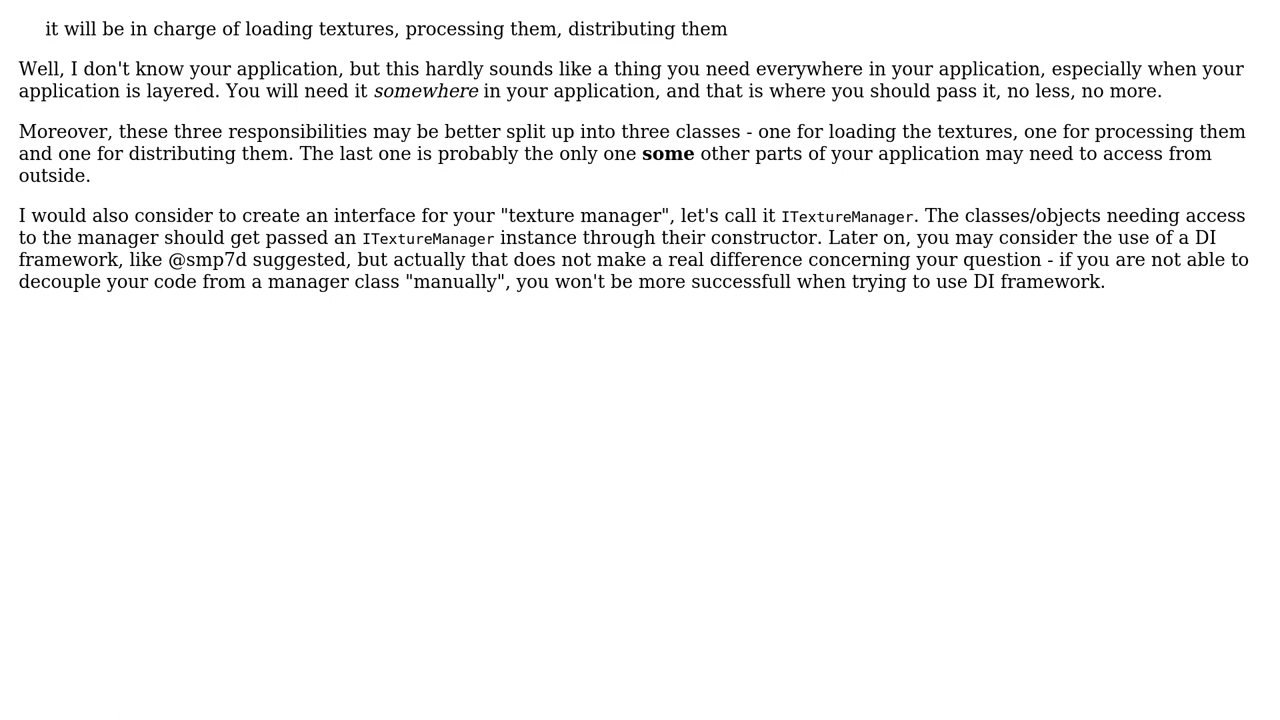 it will be in charge of loading textures, processing them, distributing them
Well, I don't know your application, but this hardly sounds like a thing you need everywhere in your application, especially when your
application is layered. You will need it somewhere in your application, and that is where you should pass it, no less, no more.
Moreover, these three responsibilities may be better split up into three classes - one for loading the textures, one for processing them
and one for distributing them. The last one is probably the only one some other parts of your application may need to access from
outside.
I would also consider to create an interface for your "texture manager", let's call it ITextureManager. The classes/objects needing access
to the manager should get passed an ITextureManager instance through their constructor. Later on, you may consider the use of a DI
framework, like @smp7d suggested, but actually that does not make a real difference concerning your question - if you are not able to
decouple your code from a manager class "manually", you won't be more successfull when trying to use DI framework.